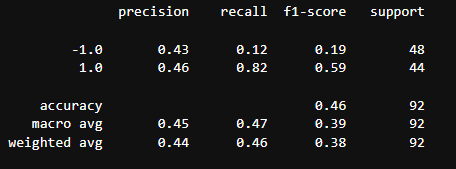 precision recall f1-score support
-1.0 0.43 0.12 0.19 48
1.0 0.46 0.82 0.59 44
accuracy 0.46 92
macro avg 0.45 0.47 0.39 92
weighted avg 0.44 0.46 0.38 92